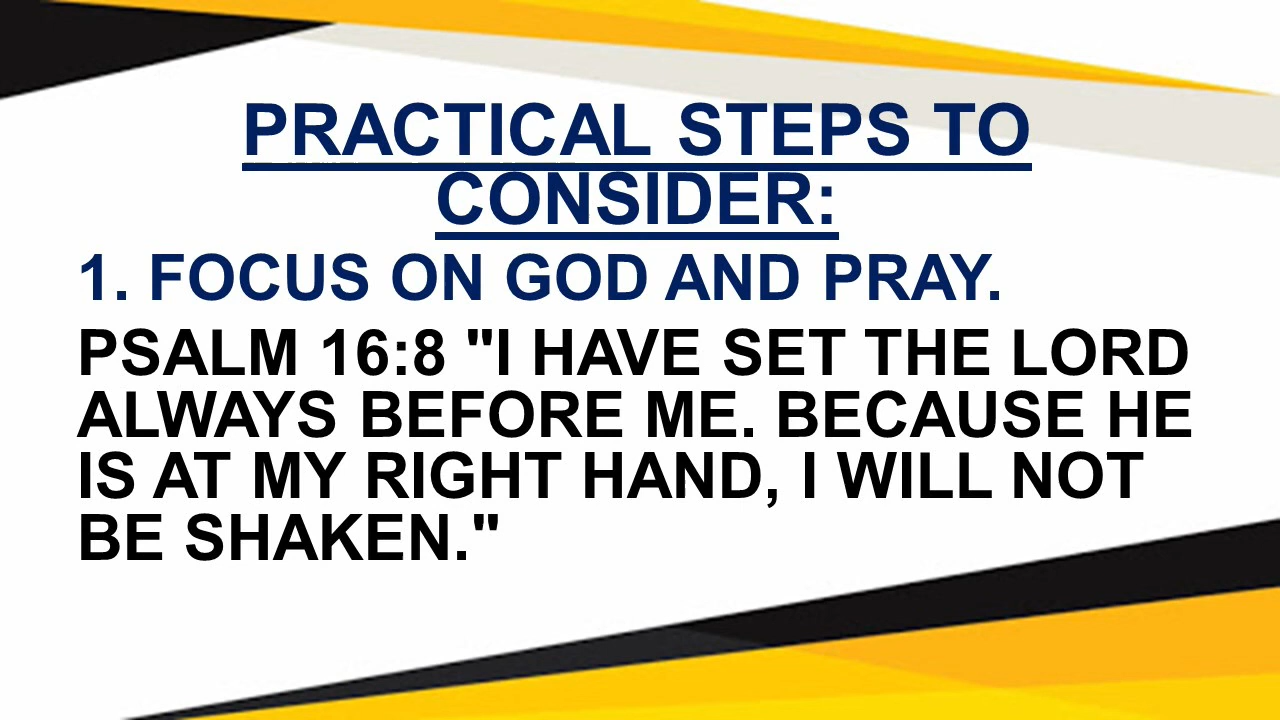 PRACTICAL STEPS TO
CONSIDER:
1. FOCUS ON GOD AND PRAY.
PSALM 16:8 "I HAVE SET THE LORD
ALWAYS BEFORE ME. BECAUSE HE
IS AT MY RIGHT HAND, I WILL NOT
BE SHAKEN."